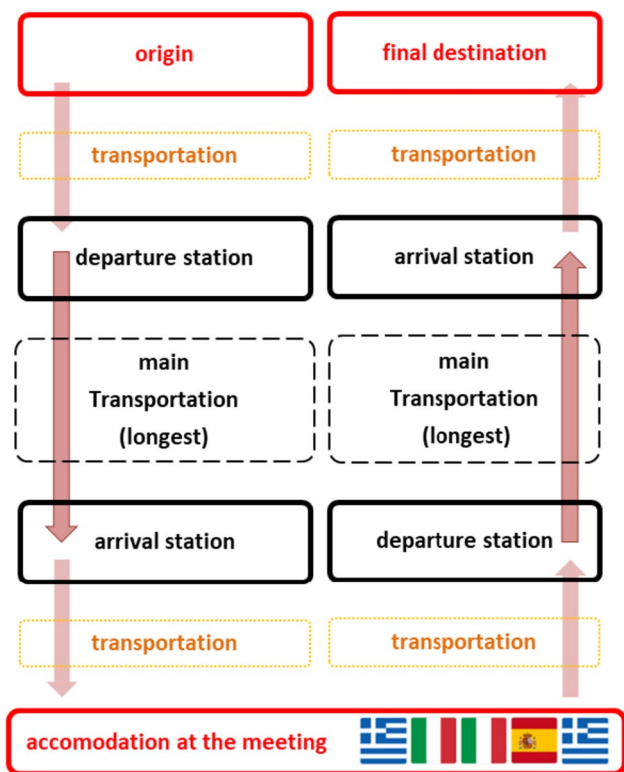 origin
transportation
departure station
main
Transportation
(longest)
arrival station
transportation
final destination
transportation
arrival station
main
Transportation
(longest)
departure station
transportation
accomodation at the meeting